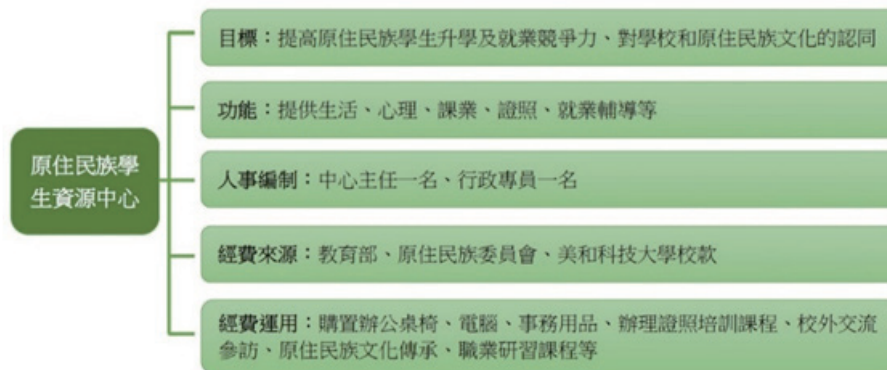 原住民族學
生資源中心
目標：提高原住民族學生升學及就業競爭力、對學校和原住民族文化的認同
功能：提供生活、心理、課業、證照、就業輔導等
人事編制：中心主任一名、行政專員一名
經費來源：教育部、原住民族委員會、美和科技大學校款
經費運用：購置辦公桌椅、電腦、事務用品、辦理證照培訓課程、校外交流
參訪、原住民族文化傳承、職業研習課程等